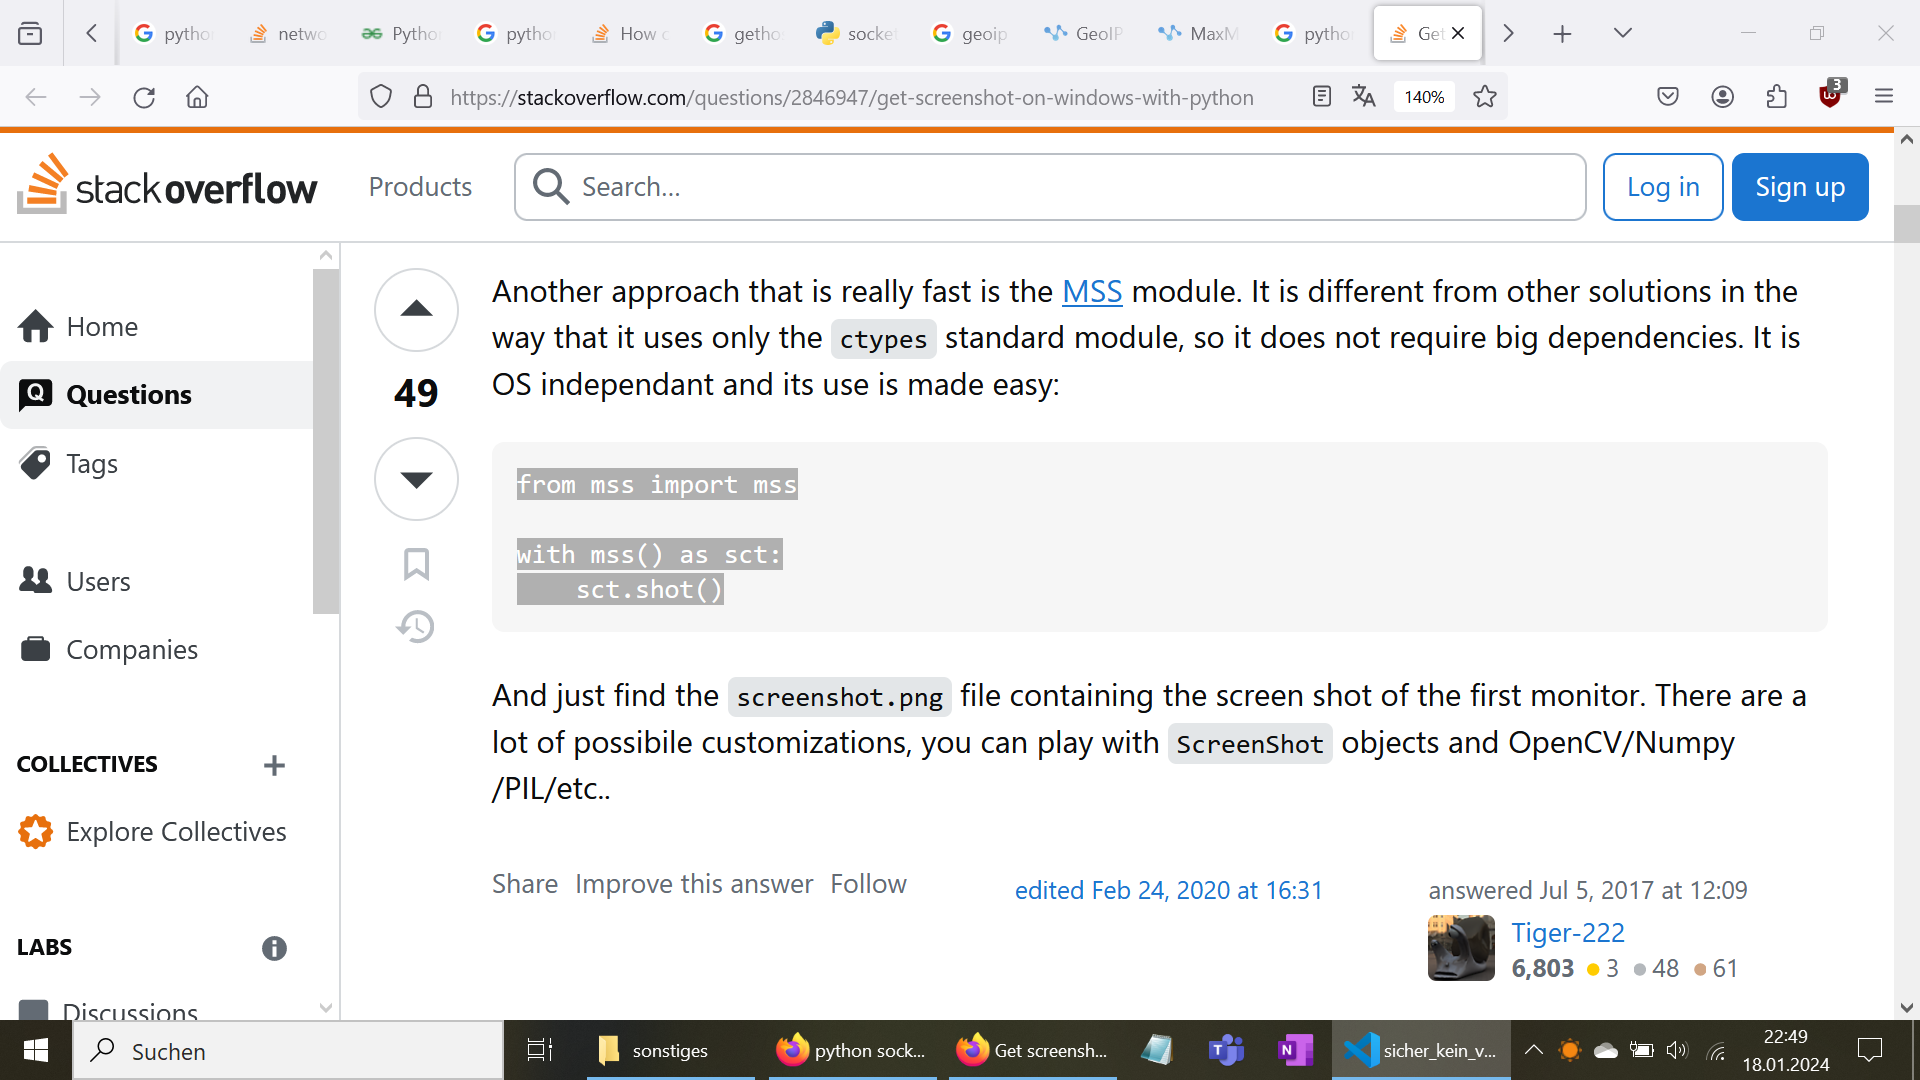 pytho
netwo
Pytho
pytho
How
getho
socke
geoip
GeoIP
MaxM
pytho
Get
https://stackoverflow.com/questions/2846947/get-screenshot-on-windows-with-python
140%
3
stackoverflow
Products
Search...
Log in
Sign up
Home
Questions
Tags
Users
Companies
COLLECTIVES
Explore Collectives
LABS
Discussions
49
Another approach that is really fast is the MSS module. It is different from other solutions in the
way that it uses only the ctypes standard module, so it does not require big dependencies. It is
OS independant and its use is made easy:
from mss import mss
with mss() as sct:
    sct.shot()
And just find the screenshot.png file containing the screen shot of the first monitor. There are a
lot of possibile customizations, you can play with ScreenShot objects and OpenCV/Numpy
/PIL/etc..
Share Improve this answer Follow
edited Feb 24, 2020 at 16:31
answered Jul 5, 2017 at 12:09
Tiger-222
6,803 3 48 61
Suchen
sonstiges
python sock...
Get screensh...
sicher_kein_v...
22:49
18.01.2024